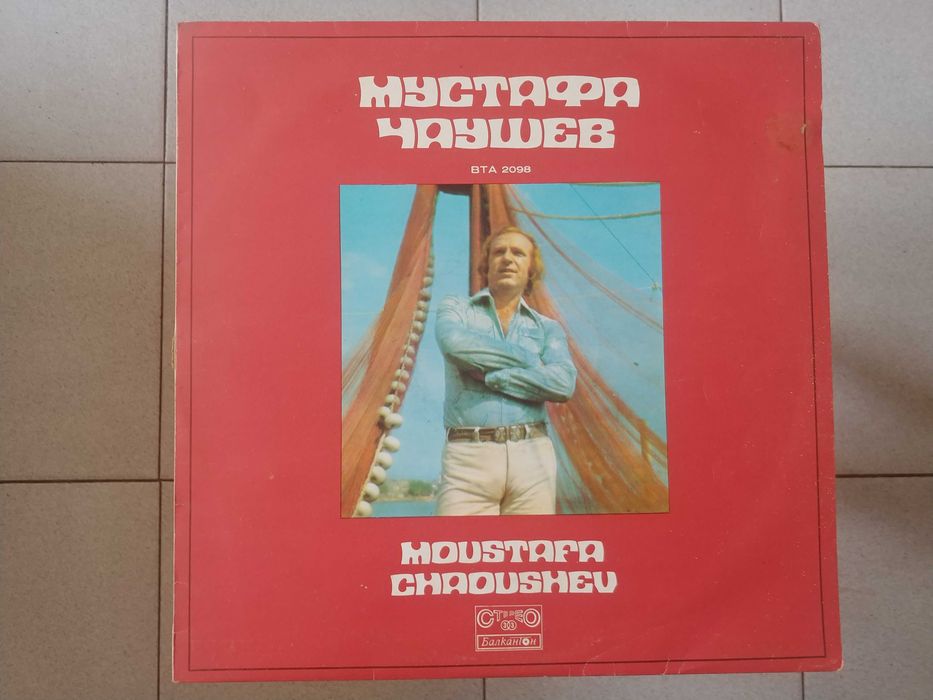 МУСТАФА
ЧАУШЕВ
ВТА 2098
MOUSTAFA
CHAOUSHEV
СТЕРЕО
33
Балкантон